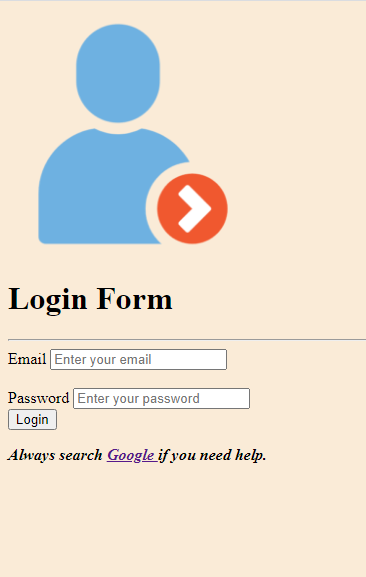 Login Form
Email Enter your email
Password Enter your password
Login
Always search Google if you need help.